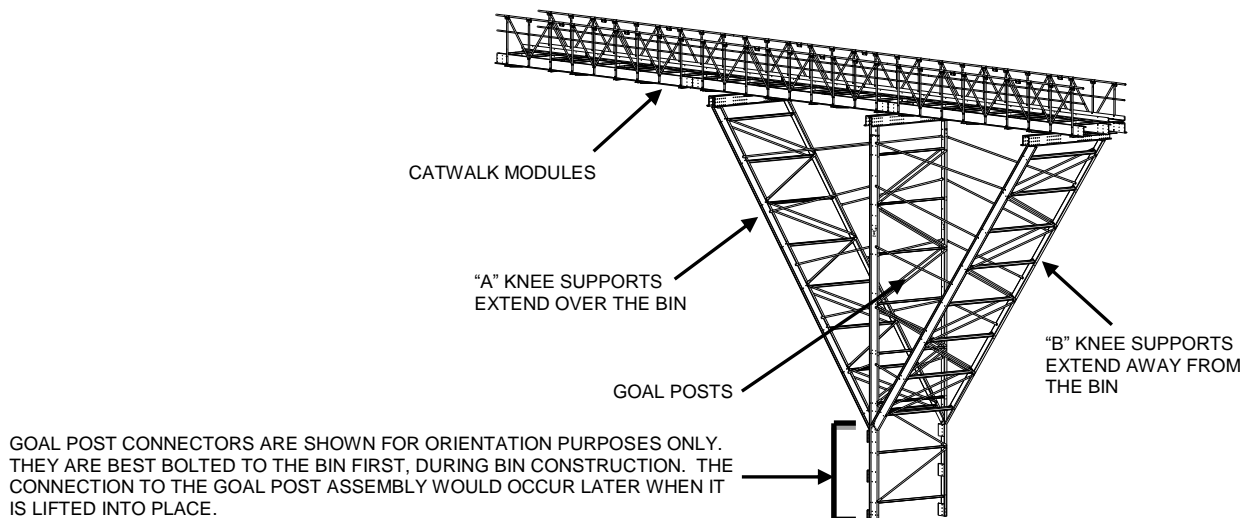 CATWALK MODULES
“A” KNEE SUPPORTS
EXTEND OVER THE BIN
“B” KNEE SUPPORTS
EXTEND AWAY FROM
THE BIN
GOAL POSTS
GOAL POST CONNECTORS ARE SHOWN FOR ORIENTATION PURPOSES ONLY.
THEY ARE BEST BOLTED TO THE BIN FIRST, DURING BIN CONSTRUCTION.  THE
CONNECTION TO THE GOAL POST ASSEMBLY WOULD OCCUR LATER WHEN IT
IS LIFTED INTO PLACE.